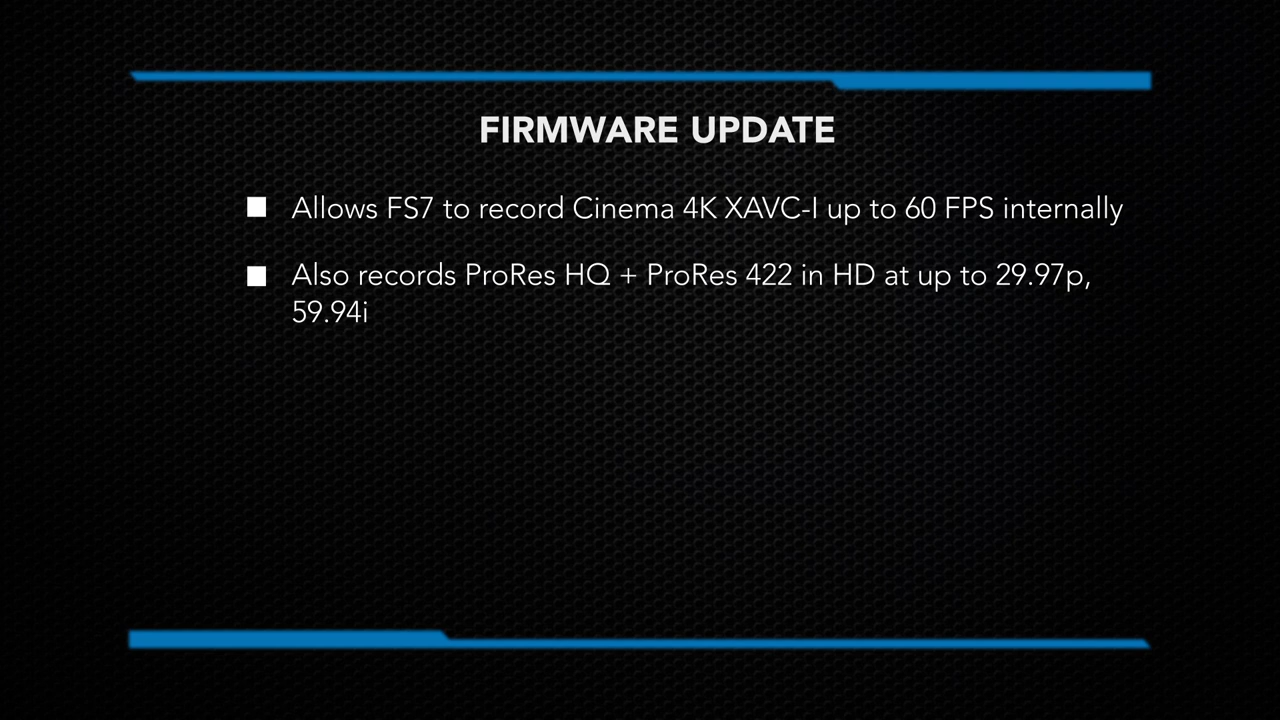 FIRMWARE UPDATE
Allows FS7 to record Cinema 4K XAVC-I up to 60 FPS internally
Also records ProRes HQ + ProRes 422 in HD at up to 29.97p,
59.94i